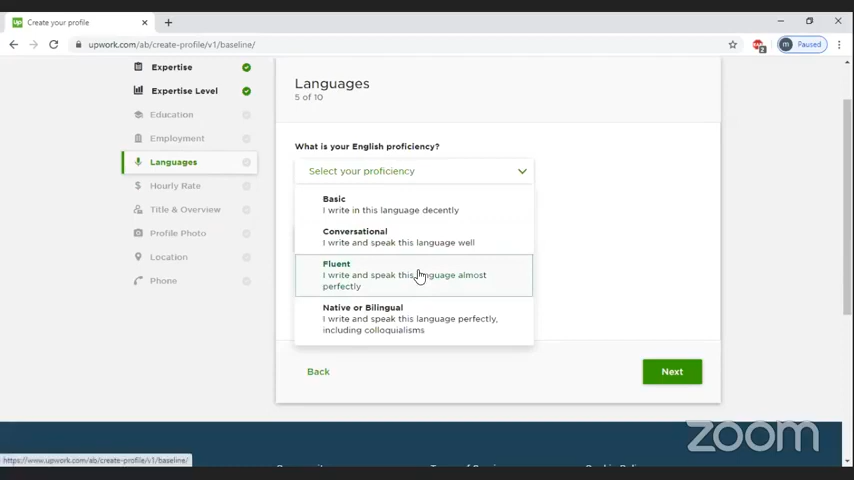 up Create your profile
upwork.com/ab/create-profile/v1/baseline/
2
m Paused
Expertise
Expertise Level
Education
Employment
Languages
Hourly Rate
Title & Overview
Profile Photo
Location
Phone
Languages
5 of 10
What is your English proficiency?
Select your proficiency
Basic
I write in this language decently
Conversational
I write and speak this language well
Fluent
I write and speak this language almost
perfectly
Native or Bilingual
I write and speak this language perfectly,
including colloquialisms
Back
Next
zoom
https://www.upwork.com/ab/create-profile/v1/baseline/